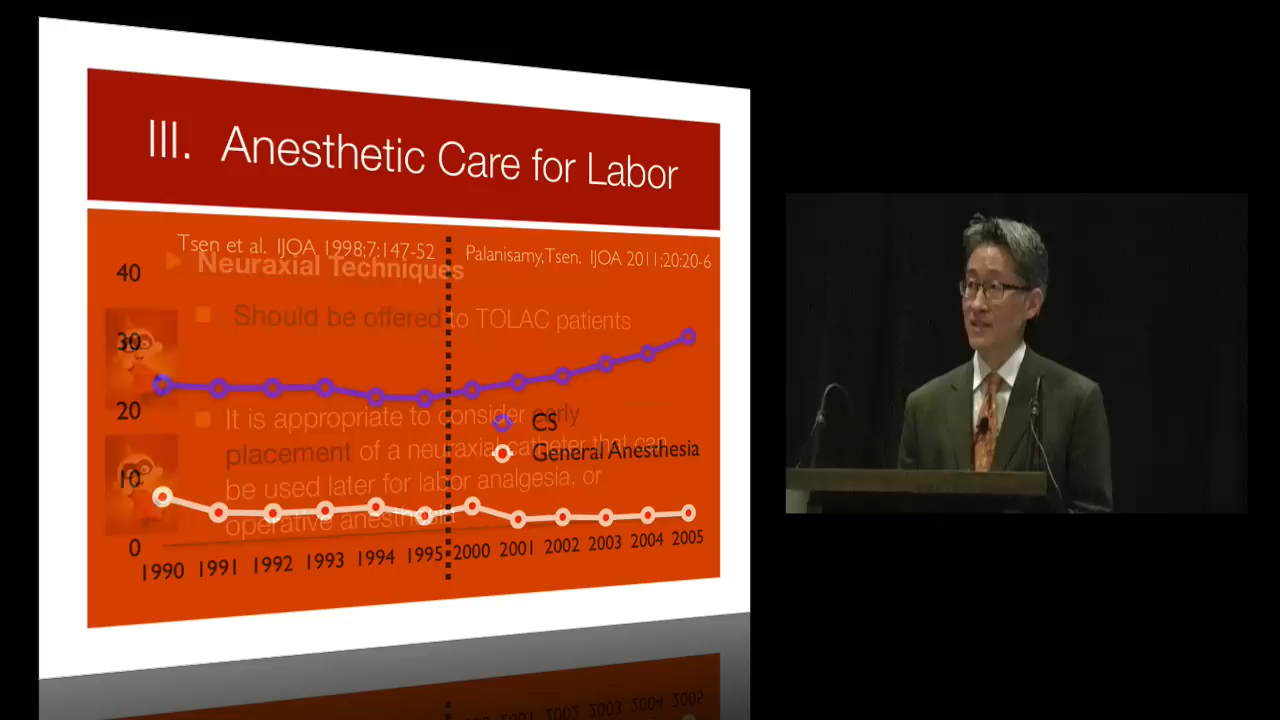 III. Anesthetic Care for Labor
Tsen et al. IJOA 1998;7:147-52
Palanisamy, Tsen. IJOA 2011;20:20-6
Neuraxial Techniques
Should be offered to TOLAC patients
It is appropriate to consider early
placement of a neuraxial catheter that can
be used later for labor analgesia, or
operative anesthesia
40
30
20
10
0
CS
General Anesthesia
1990 1991 1992 1993 1994 1995 2000 2001 2002 2003 2004 2005